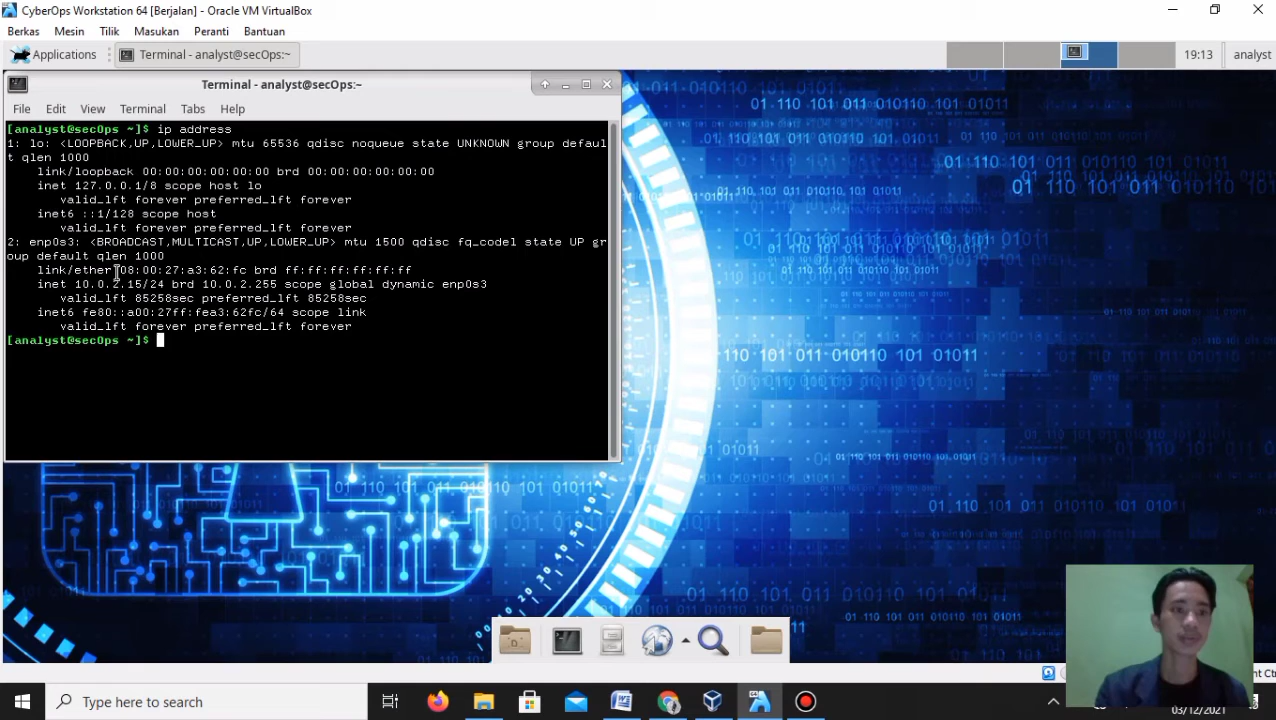 CyberOps Workstation 64 [Berjalan] - Oracle VM VirtualBox
Berkas Mesin Tilik Masukan Peranti Bantuan
Applications Terminal - analyst@secOps:~ 19:13 analyst
Terminal - analyst@secOps:~
File Edit View Terminal Tabs Help
[analyst@secOps ~]$ ip address
1: lo: <LOOPBACK,UP,LOWER_UP> mtu 65536 qdisc noqueue state UNKNOWN group defaul
t qlen 1000
link/loopback 00:00:00:00:00:00 brd 00:00:00:00:00:00
inet 127.0.0.1/8 scope host lo
valid_lft forever preferred_lft forever
inet6 ::1/128 scope host
valid_lft forever preferred_lft forever
2: enp0s3: <BROADCAST,MULTICAST,UP,LOWER_UP> mtu 1500 qdisc fq_codel state UP gr
oup default qlen 1000
link/ether 08:00:27:a3:62:fc brd ff:ff:ff:ff:ff:ff
inet 10.0.2.15/24 brd 10.0.2.255 scope global dynamic enp0s3
valid_lft 85258sec preferred_lft 85258sec
inet6 fe80::a00:27ff:fea3:62fc/64 scope link
valid_lft forever preferred_lft forever
[analyst@secOps ~]$
Type here to search
03/12/2021